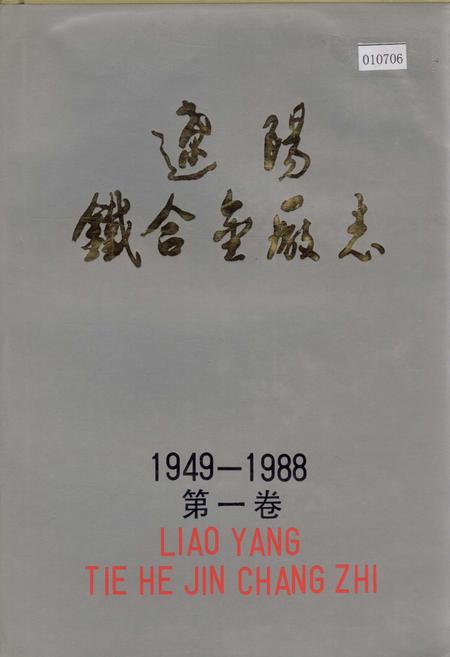 010706
遼陽
鐵合金廠志
1949—1988
第一卷
LIAO YANG
TIE HE JIN CHANG ZHI